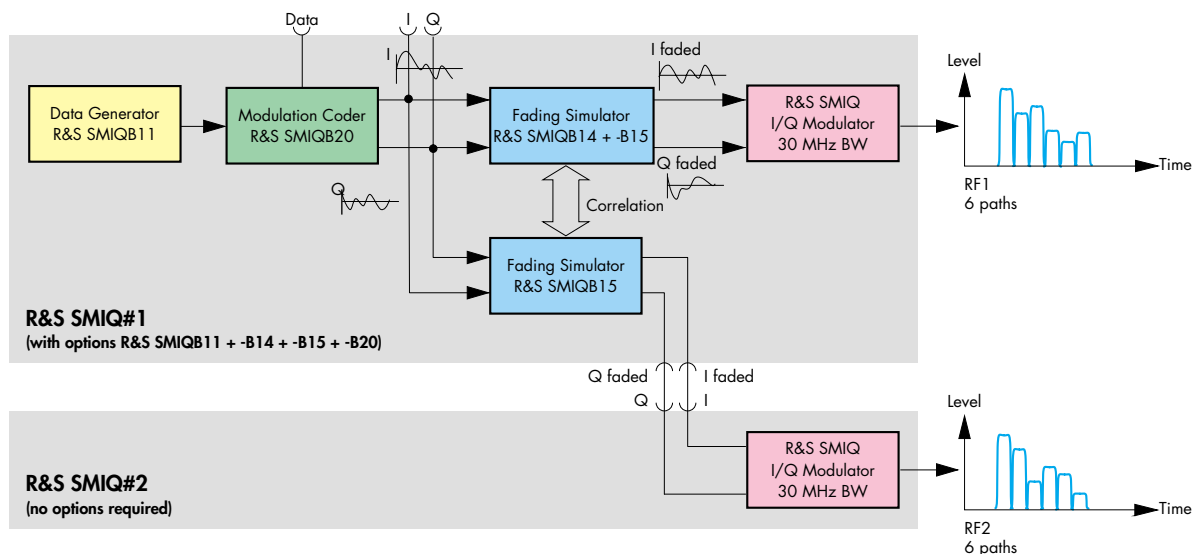 Data
I
Q
I
I faded
Level
Data Generator
R&S SMIQB11
Modulation Coder
R&S SMIQB20
Fading Simulator
R&S SMIQB14 + -B15
R&S SMIQ
I/Q Modulator
30 MHz BW
Time
RF1
6 paths
Q
Q faded
Correlation
Fading Simulator
R&S SMIQB15
R&S SMIQ#1
(with options R&S SMIQB11 + -B14 + -B15 + -B20)
Q faded
I faded
Q
I
Level
R&S SMIQ
I/Q Modulator
30 MHz BW
R&S SMIQ#2
(no options required)
Time
RF2
6 paths